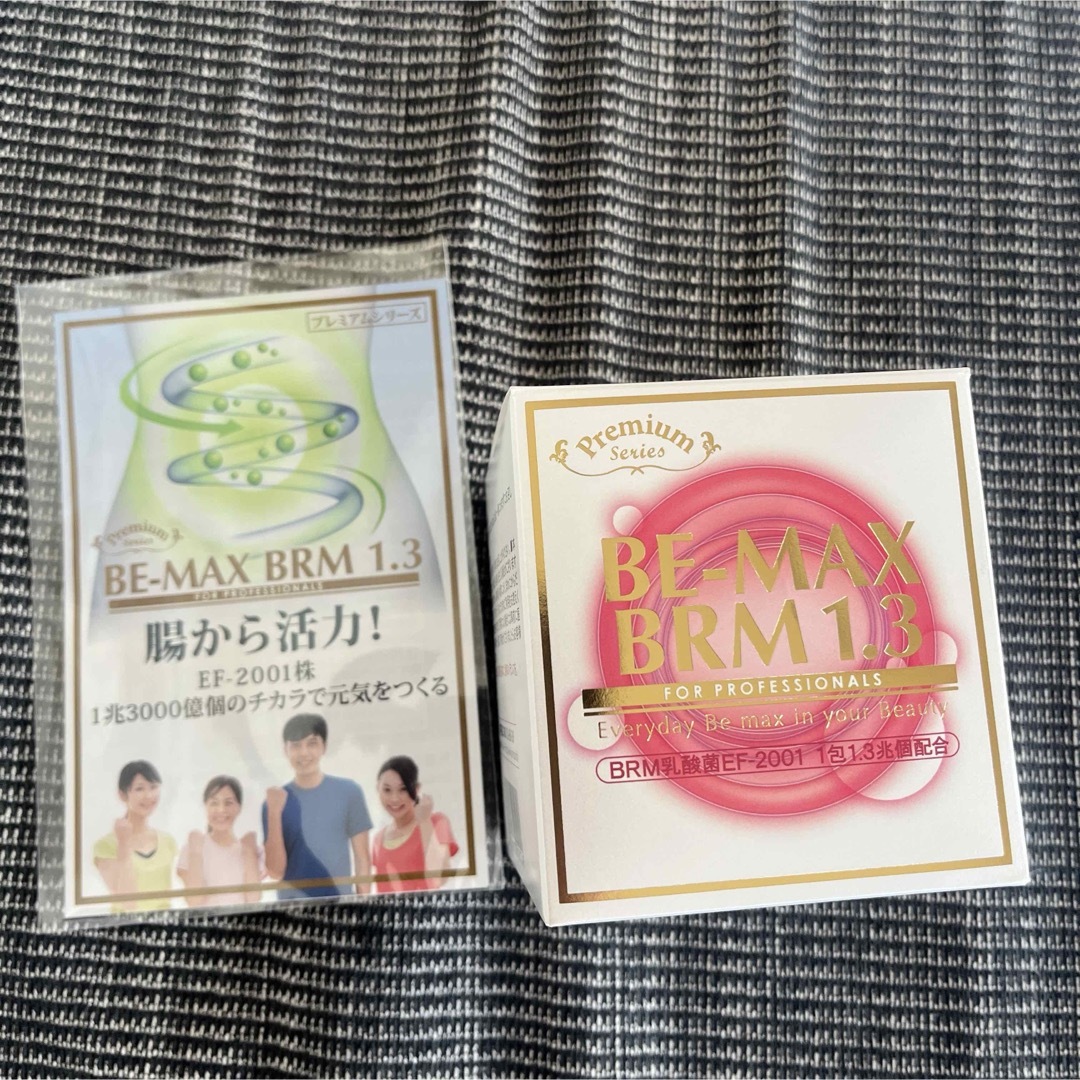 プレミアムシリーズ
Premium
Series
BE-MAX BRM 1.3
FOR PROFESSIONALS
腸から活力!
EF-2001株
1兆3000億個のチカラで元気をつくる
Premium
Series
BE-MAX
BRM 1.3
FOR PROFESSIONALS
Everyday Be max in your Beauty
BRM乳酸菌EF-2001 1包1.3兆個配合